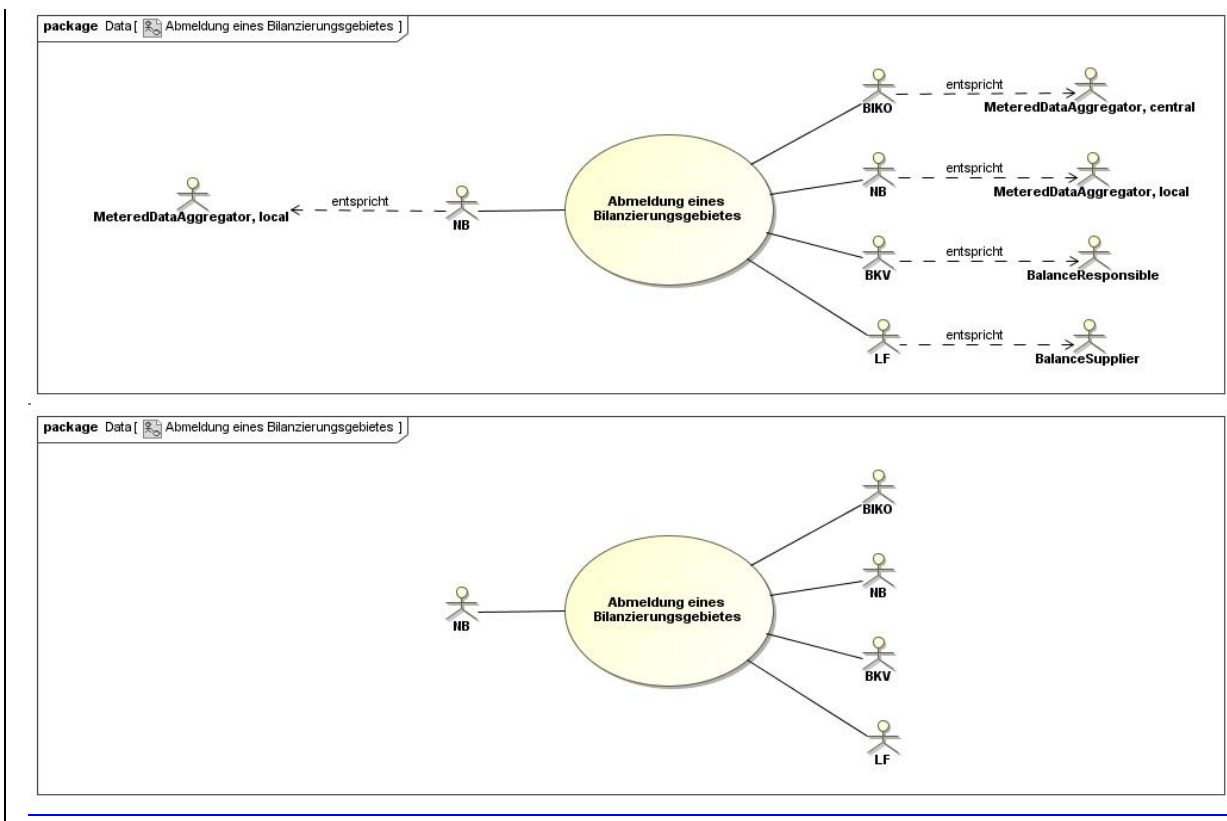 package Data [ Abmeldung eines Bilanzierungsgebietes ]
BIKO
entspricht
MeteredDataAggregator, central
MeteredDataAggregator, local
entspricht
NB
Abmeldung eines
Bilanzierungsgebietes
NB
entspricht
MeteredDataAggregator, local
BKV
entspricht
BalanceResponsible
LF
entspricht
BalanceSupplier
package Data [ Abmeldung eines Bilanzierungsgebietes ]
BIKO
NB
Abmeldung eines
Bilanzierungsgebietes
NB
BKV
LF